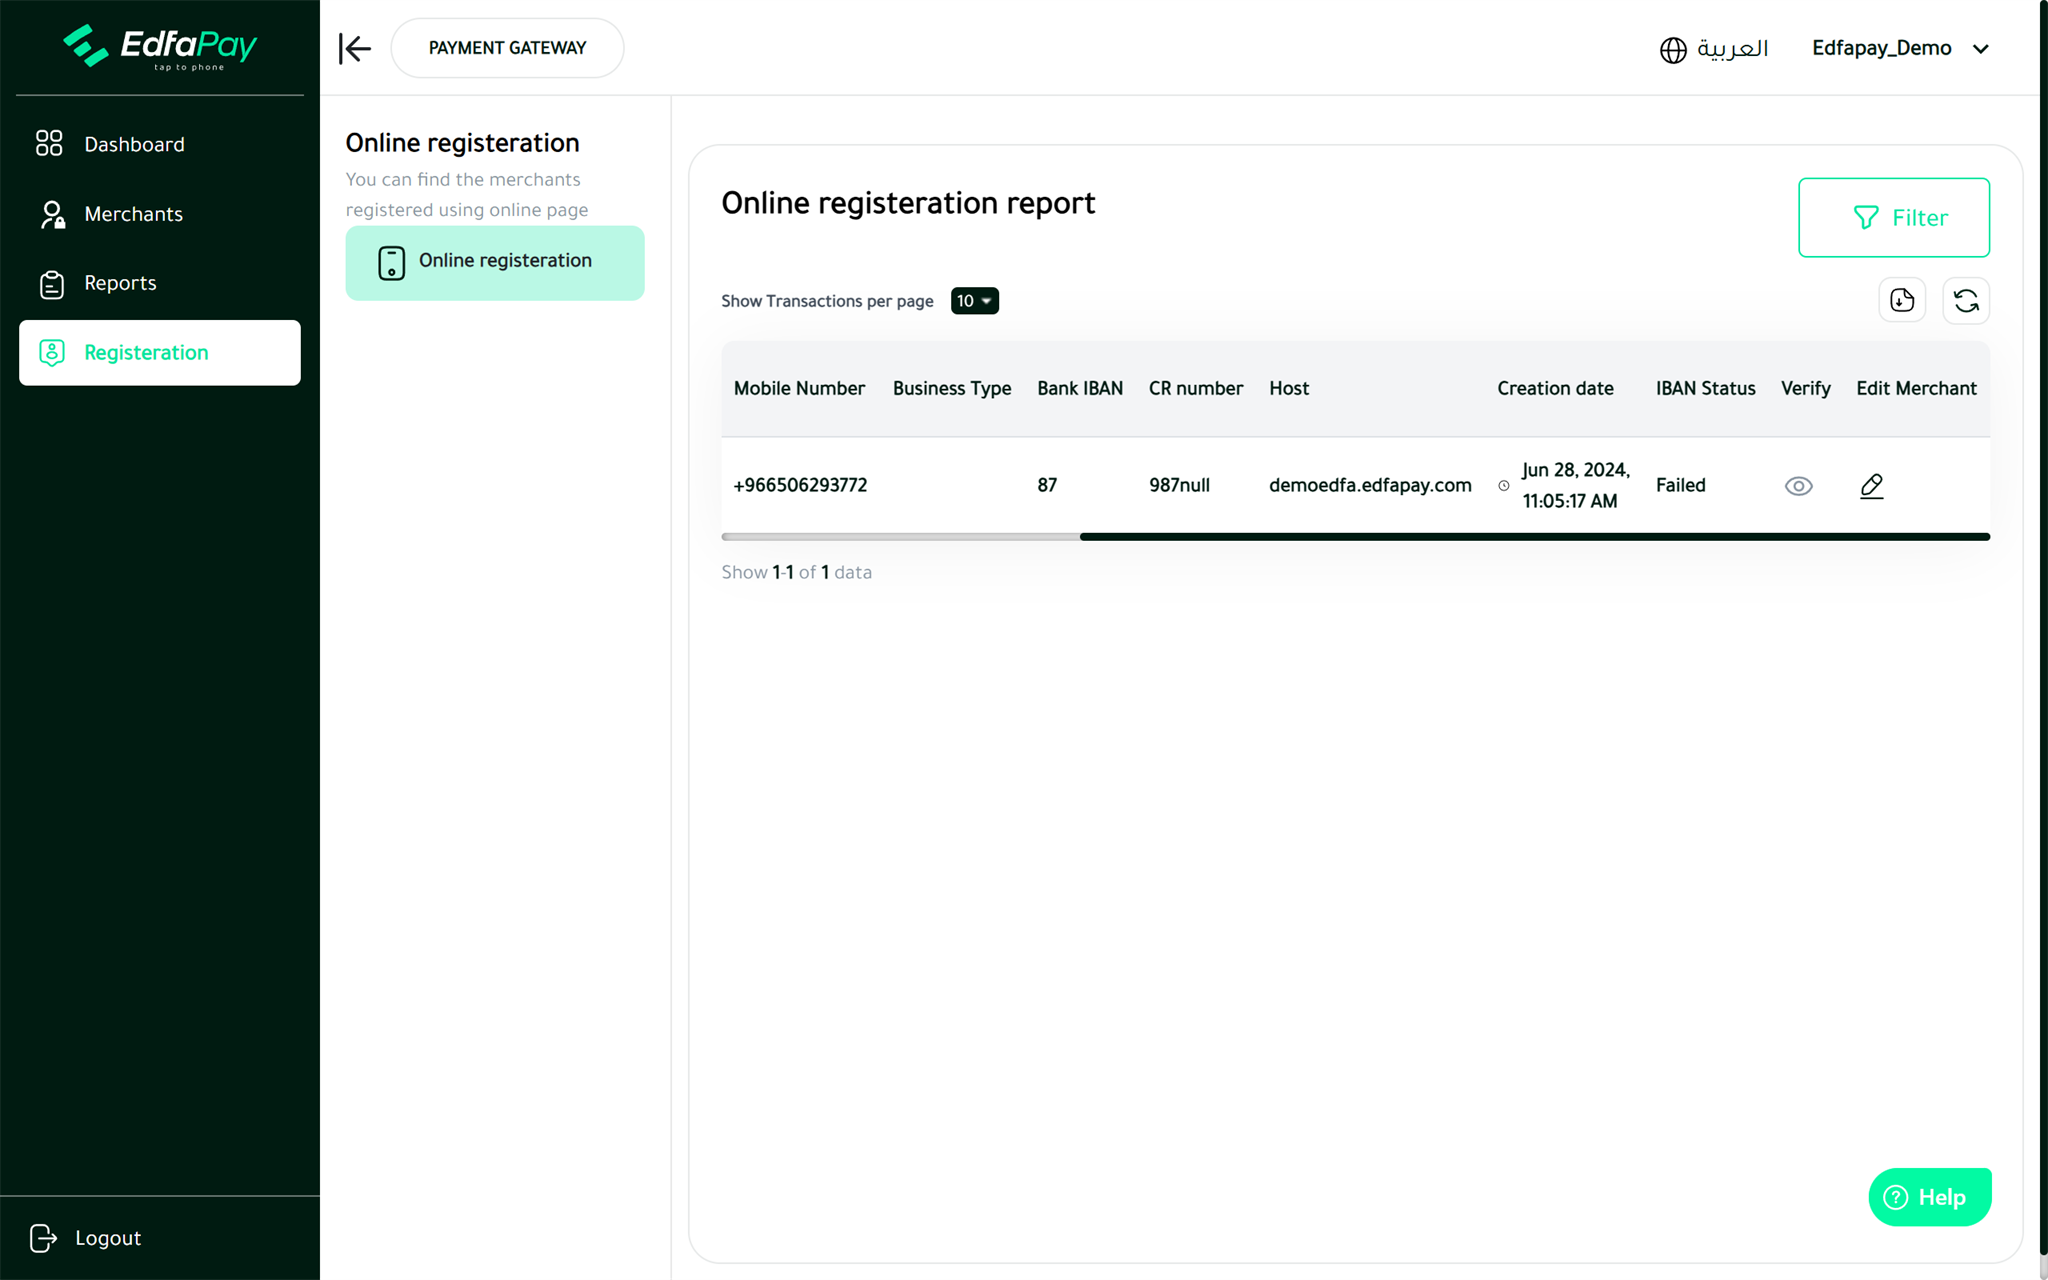 EdfaPay
tap to phone
Dashboard
Merchants
Reports
Registeration
Logout
PAYMENT GATEWAY
العربية
Edfapay_Demo
Online registeration
You can find the merchants
registered using online page
Online registeration
Online registeration report
Filter
Show Transactions per page 10
Mobile Number Business Type Bank IBAN CR number Host Creation date IBAN Status Verify Edit Merchant
+966506293772 87 987null demoedfa.edfapay.com Jun 28, 2024, 11:05:17 AM Failed
Show 1-1 of 1 data
Help